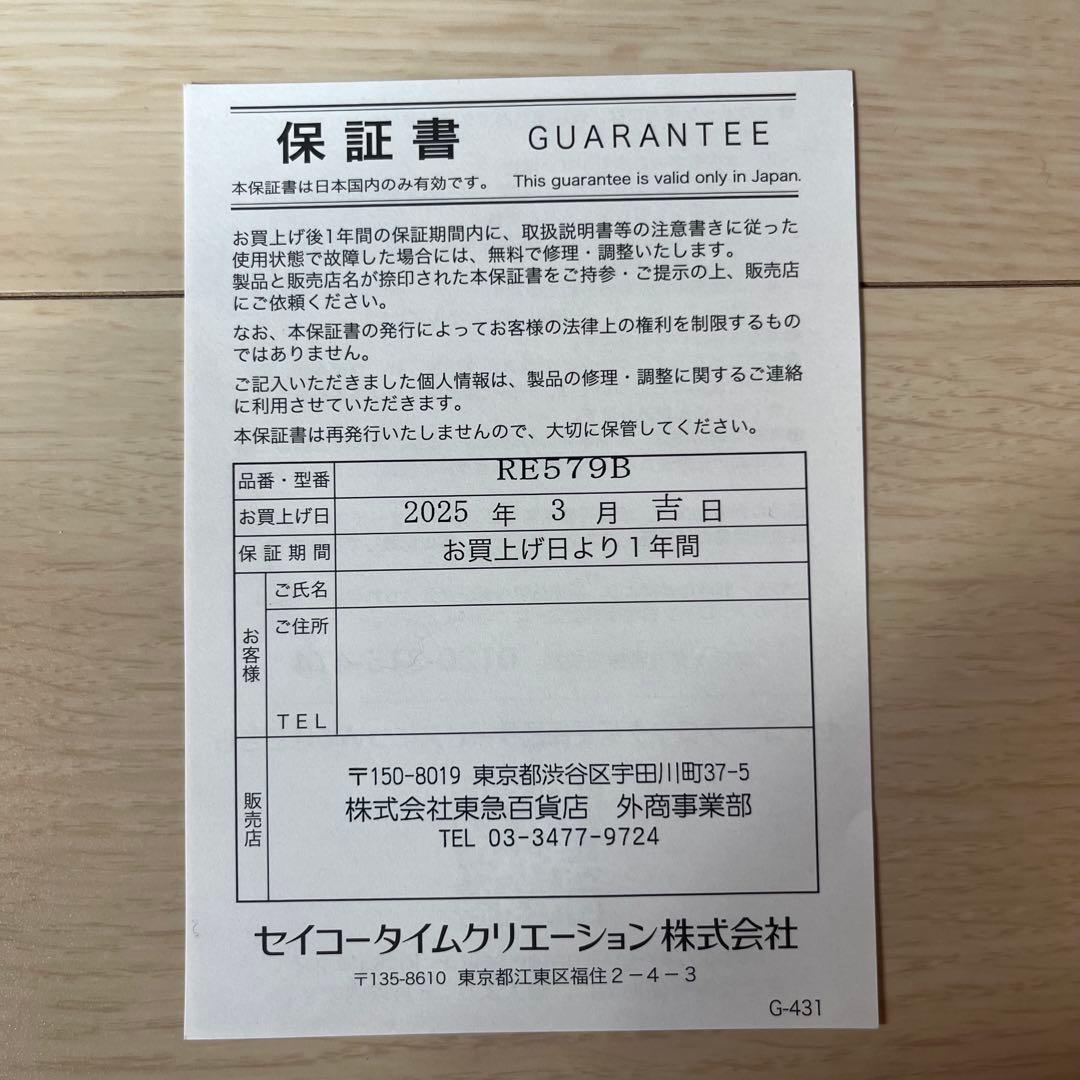 保証書 GUARANTEE
本保証書は日本国内のみ有効です。 This guarantee is valid only in Japan.
お買上げ後1年間の保証期間内に、取扱説明書等の注意書きに従った
使用状態で故障した場合には、無料で修理・調整いたします。
製品と販売店名が捺印された本保証書をご持参・ご提示の上、販売店
にご依頼ください。
なお、本保証書の発行によってお客様の法律上の権利を制限するもの
ではありません。
ご記入いただきました個人情報は、製品の修理・調整に関するご連絡
に利用させていただきます。
本保証書は再発行いたしませんので、大切に保管してください。
品番・型番 RE579B
お買上げ日 2025 年 3 月 吉 日
保証期間 お買上げ日より1年間
お客様
ご氏名
ご住所
TEL
販売店
〒150-8019 東京都渋谷区宇田川町37-5
株式会社東急百貨店 外商事業部
TEL 03-3477-9724
セイコータイムクリエーション株式会社
〒135-8610 東京都江東区福住2-4-3
G-431